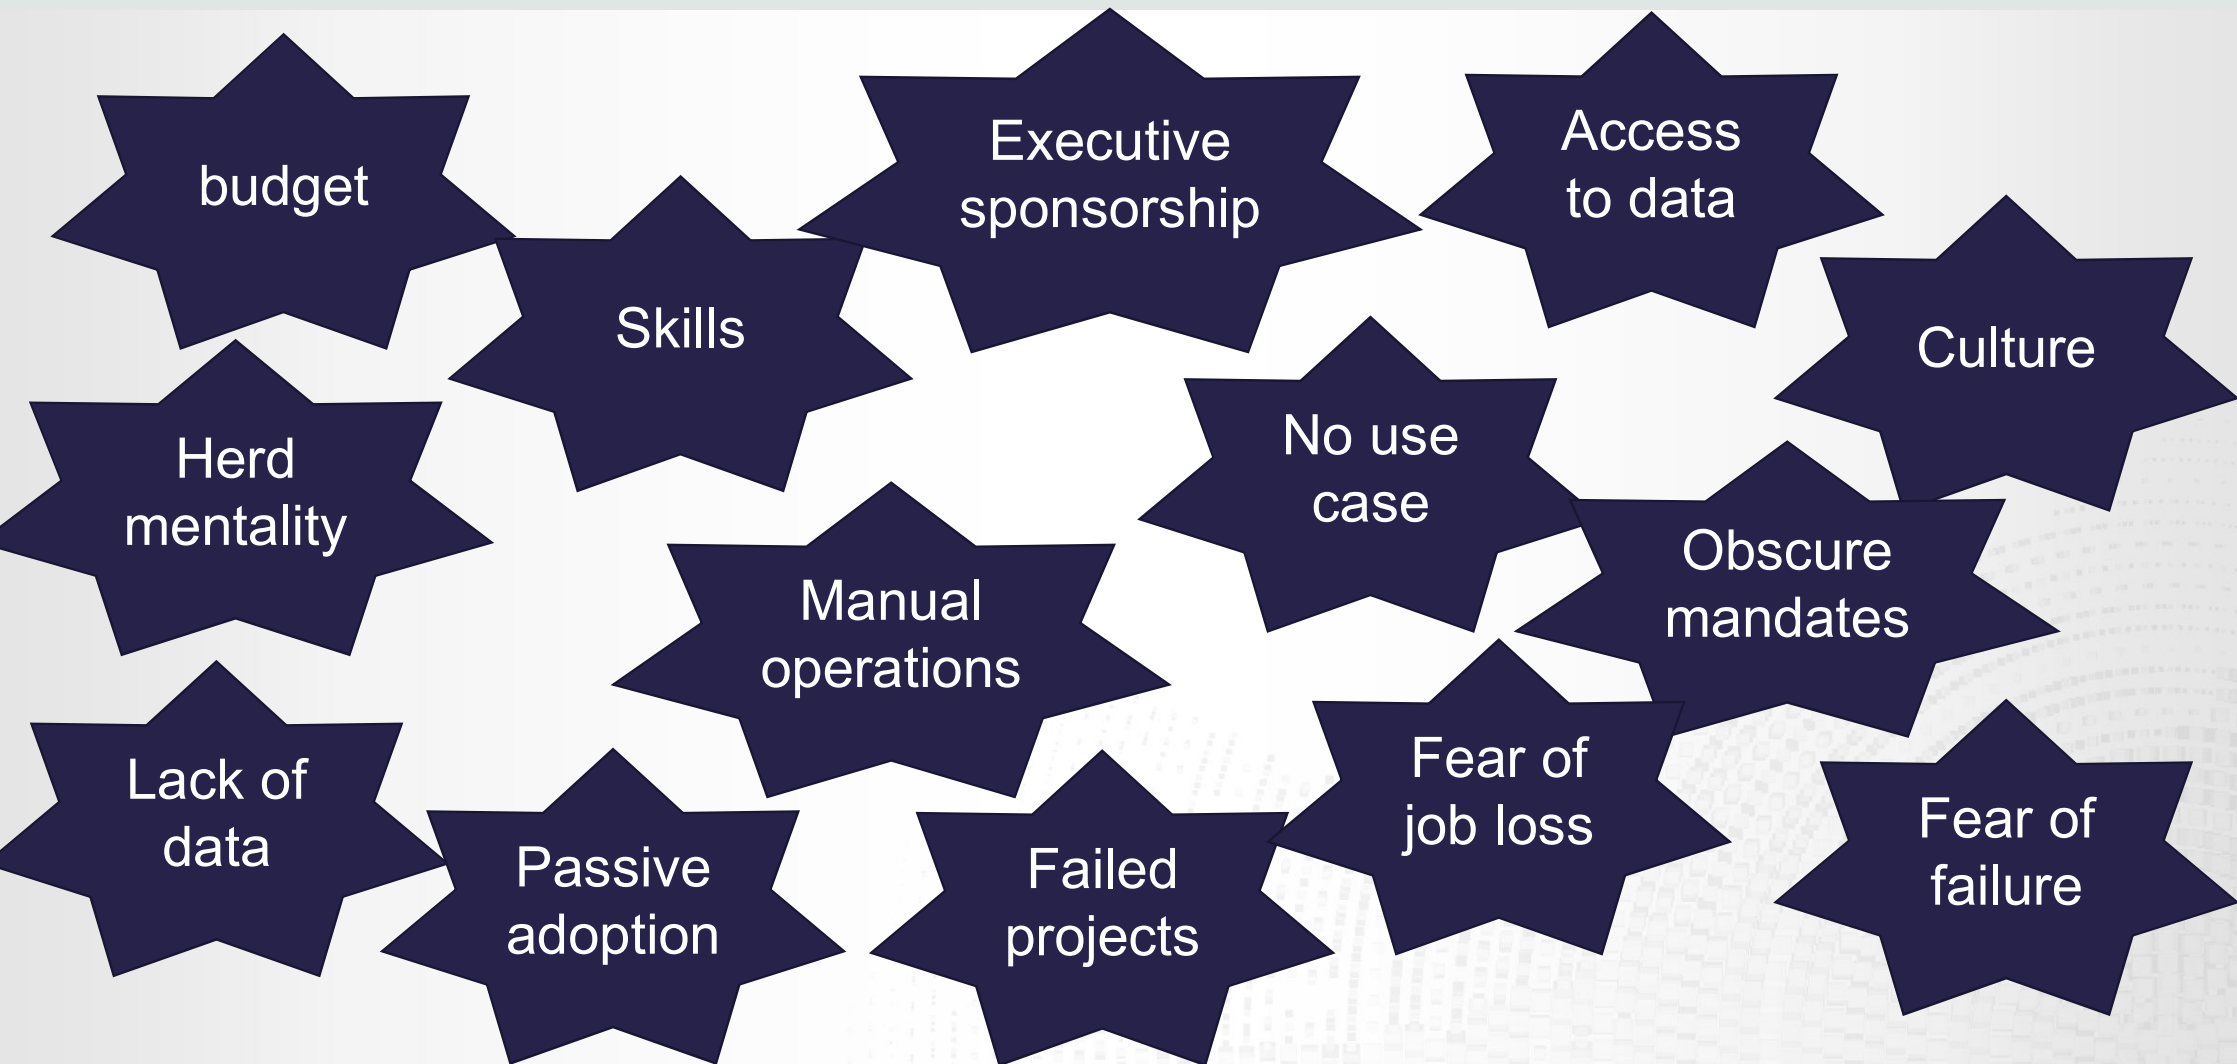 budget
Skills
Executive
sponsorship
Access
to data
Culture
Herd
mentality
No use
case
Manual
operations
Obscure
mandates
Lack of
data
Passive
adoption
Failed
projects
Fear of
job loss
Fear of
failure